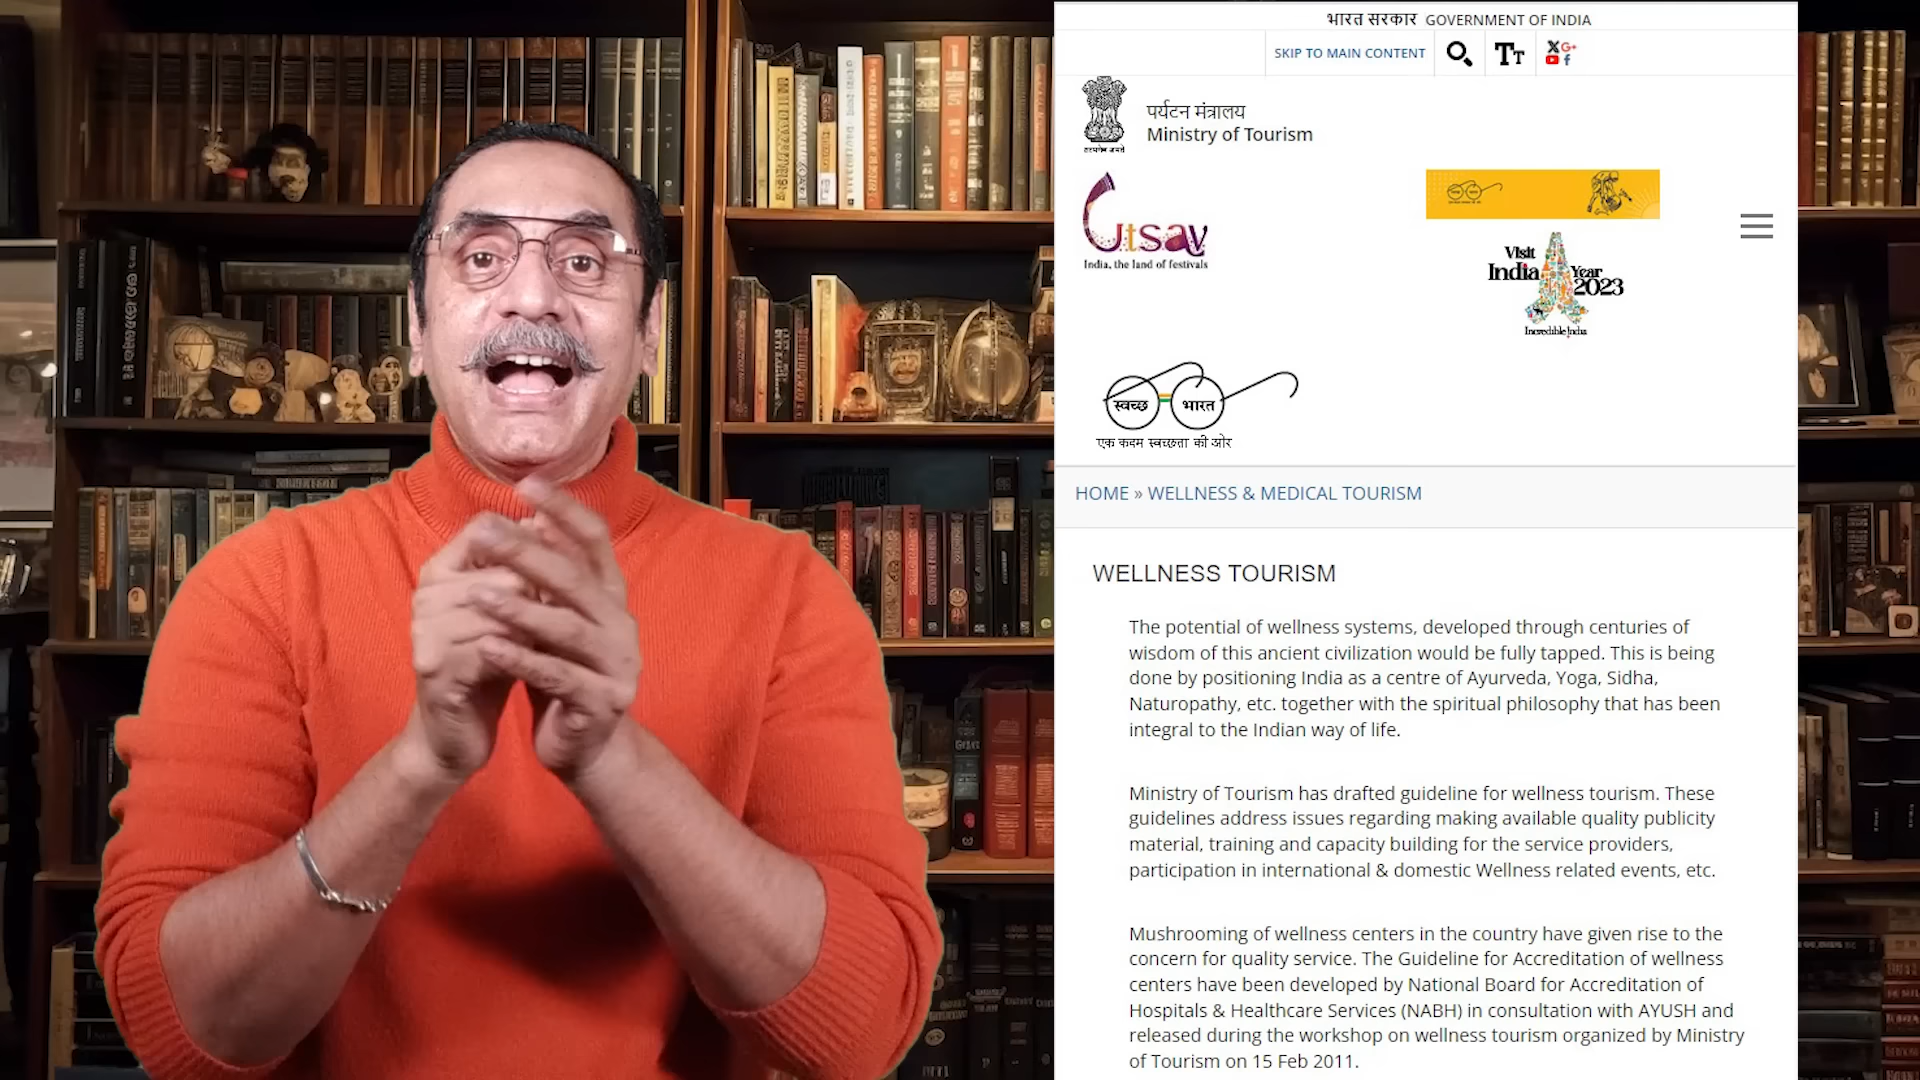 भारत सरकार GOVERNMENT OF INDIA
SKIP TO MAIN CONTENT
पर्यटन मंत्रालय
Ministry of Tourism
Utsav
India, the land of festivals
Visit
India Year
2023
Incredible India
स्वच्छ भारत
एक कदम स्वच्छता की ओर
HOME » WELLNESS & MEDICAL TOURISM
WELLNESS TOURISM
The potential of wellness systems, developed through centuries of
wisdom of this ancient civilization would be fully tapped. This is being
done by positioning India as a centre of Ayurveda, Yoga, Sidha,
Naturopathy, etc. together with the spiritual philosophy that has been
integral to the Indian way of life.
Ministry of Tourism has drafted guideline for wellness tourism. These
guidelines address issues regarding making available quality publicity
material, training and capacity building for the service providers,
participation in international & domestic Wellness related events, etc.
Mushrooming of wellness centers in the country have given rise to the
concern for quality service. The Guideline for Accreditation of wellness
centers have been developed by National Board for Accreditation of
Hospitals & Healthcare Services (NABH) in consultation with AYUSH and
released during the workshop on wellness tourism organized by Ministry
of Tourism on 15 Feb 2011.